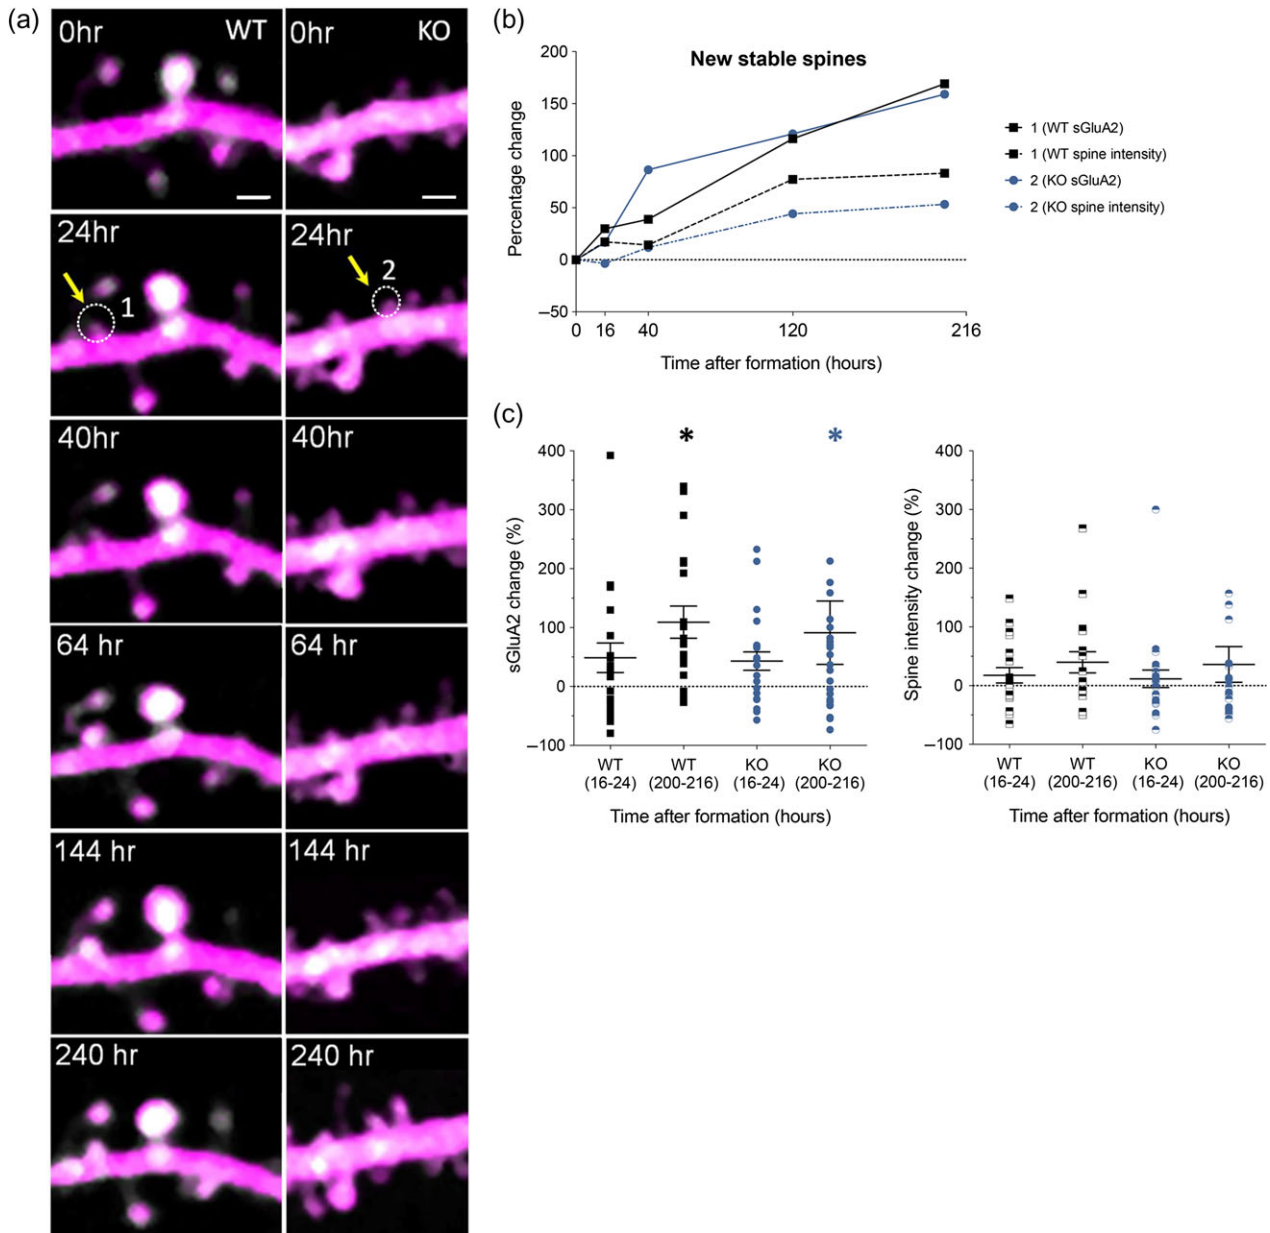 (a)
0hr WT
0hr KO
24hr
1
24hr
2
40hr
40hr
64 hr
64 hr
144 hr
144 hr
240 hr
240 hr
(b)
New stable spines
Percentage change
200
150
100
50
0
–50
0 16 40 120 216
Time after formation (hours)
1 (WT sGluA2)
1 (WT spine intensity)
2 (KO sGluA2)
2 (KO spine intensity)
(c)
sGluA2 change (%)
400
300
200
100
0
–100
* *
WT WT KO KO
(16-24) (200-216) (16-24) (200-216)
Time after formation (hours)
Spine intensity change (%)
400
300
200
100
0
–100
WT WT KO KO
(16-24) (200-216) (16-24) (200-216)
Time after formation (hours)